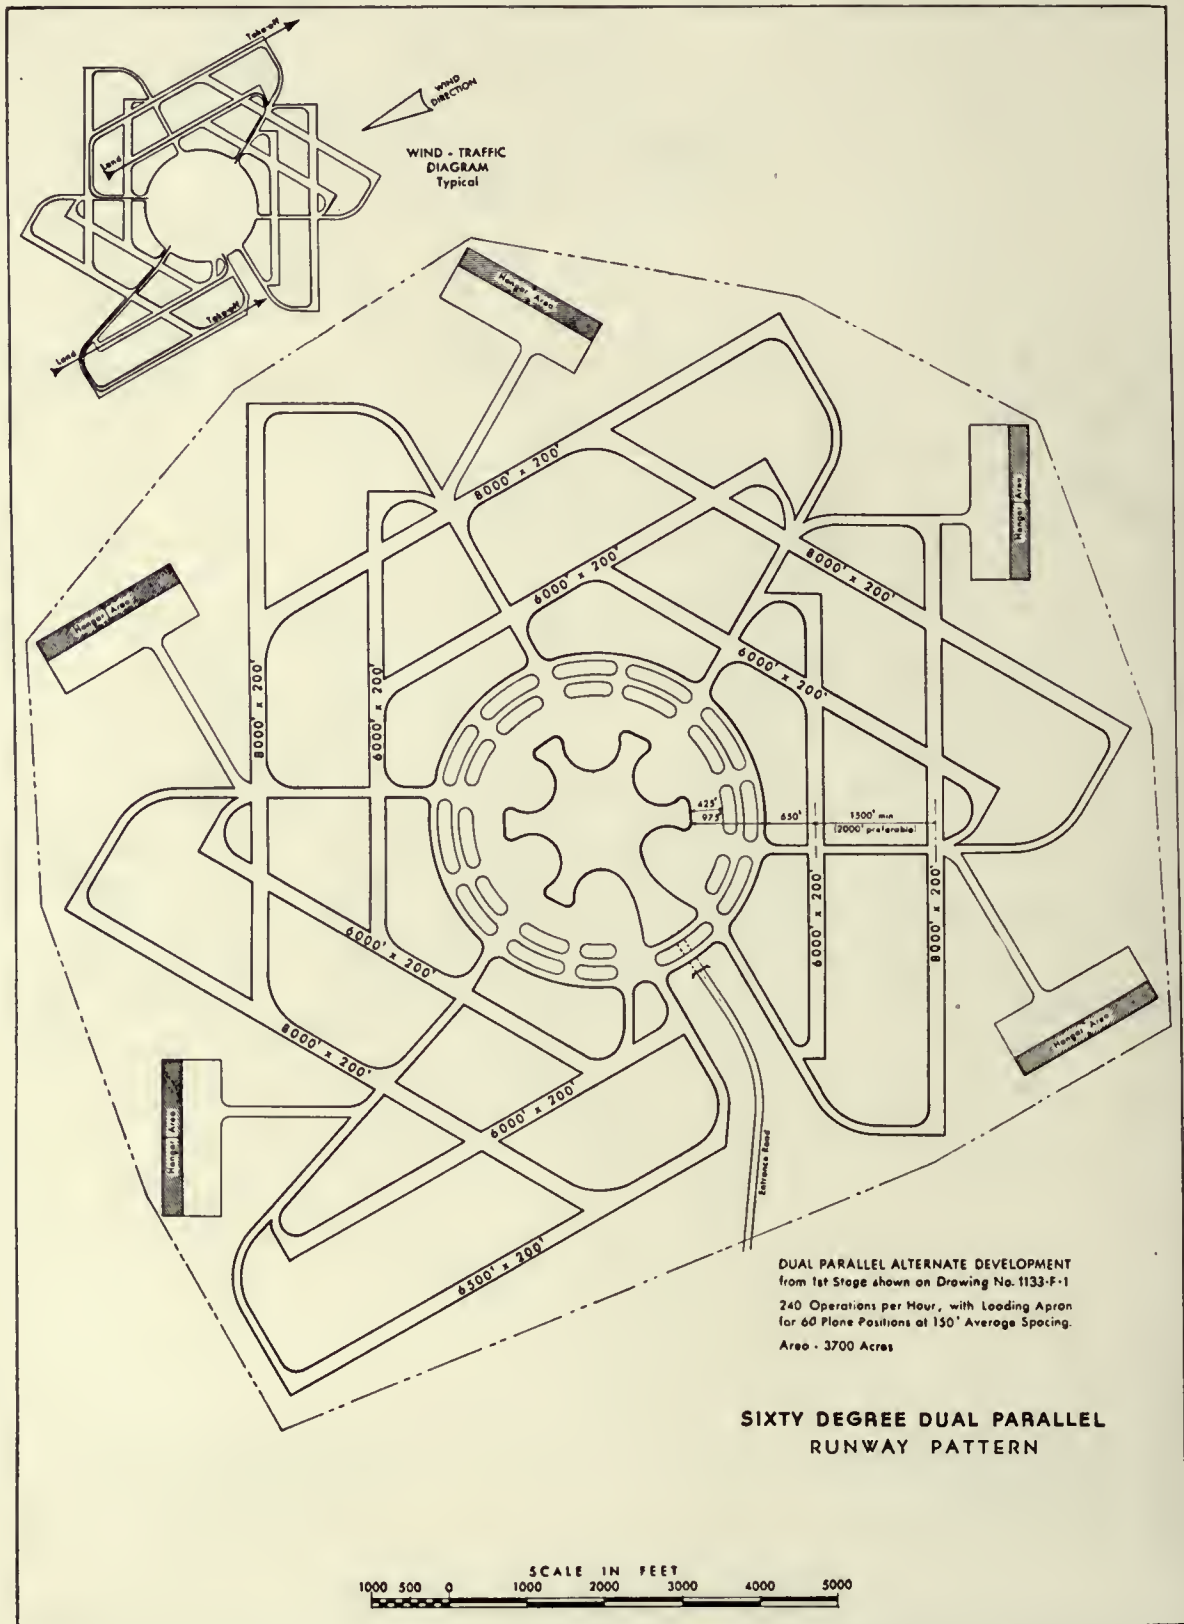 Take-off
WIND
DIRECTION
WIND - TRAFFIC
DIAGRAM
Typical
Land
Take-off
Land
Hangar Area
Hangar Area
Hangar Area
8000' x 200'
6000' x 200'
8000' x 200'
6000' x 200'
8000' x 200'
6000' x 200'
425'
975'
650'
1500' min
(2000' preferable)
6000' x 200'
8000' x 200'
6000' x 200'
8000' x 200'
Hangar Area
Hangar Area
6000' x 200'
6500' x 200'
Entrance Road
DUAL PARALLEL ALTERNATE DEVELOPMENT
from 1st Stage shown on Drawing No. 1133-F-1
240 Operations per Hour, with Loading Apron
for 60 Plane Positions at 150' Average Spacing.
Area - 3700 Acres
SIXTY DEGREE DUAL PARALLEL
RUNWAY PATTERN
SCALE IN FEET
1000 500 0 1000 2000 3000 4000 5000